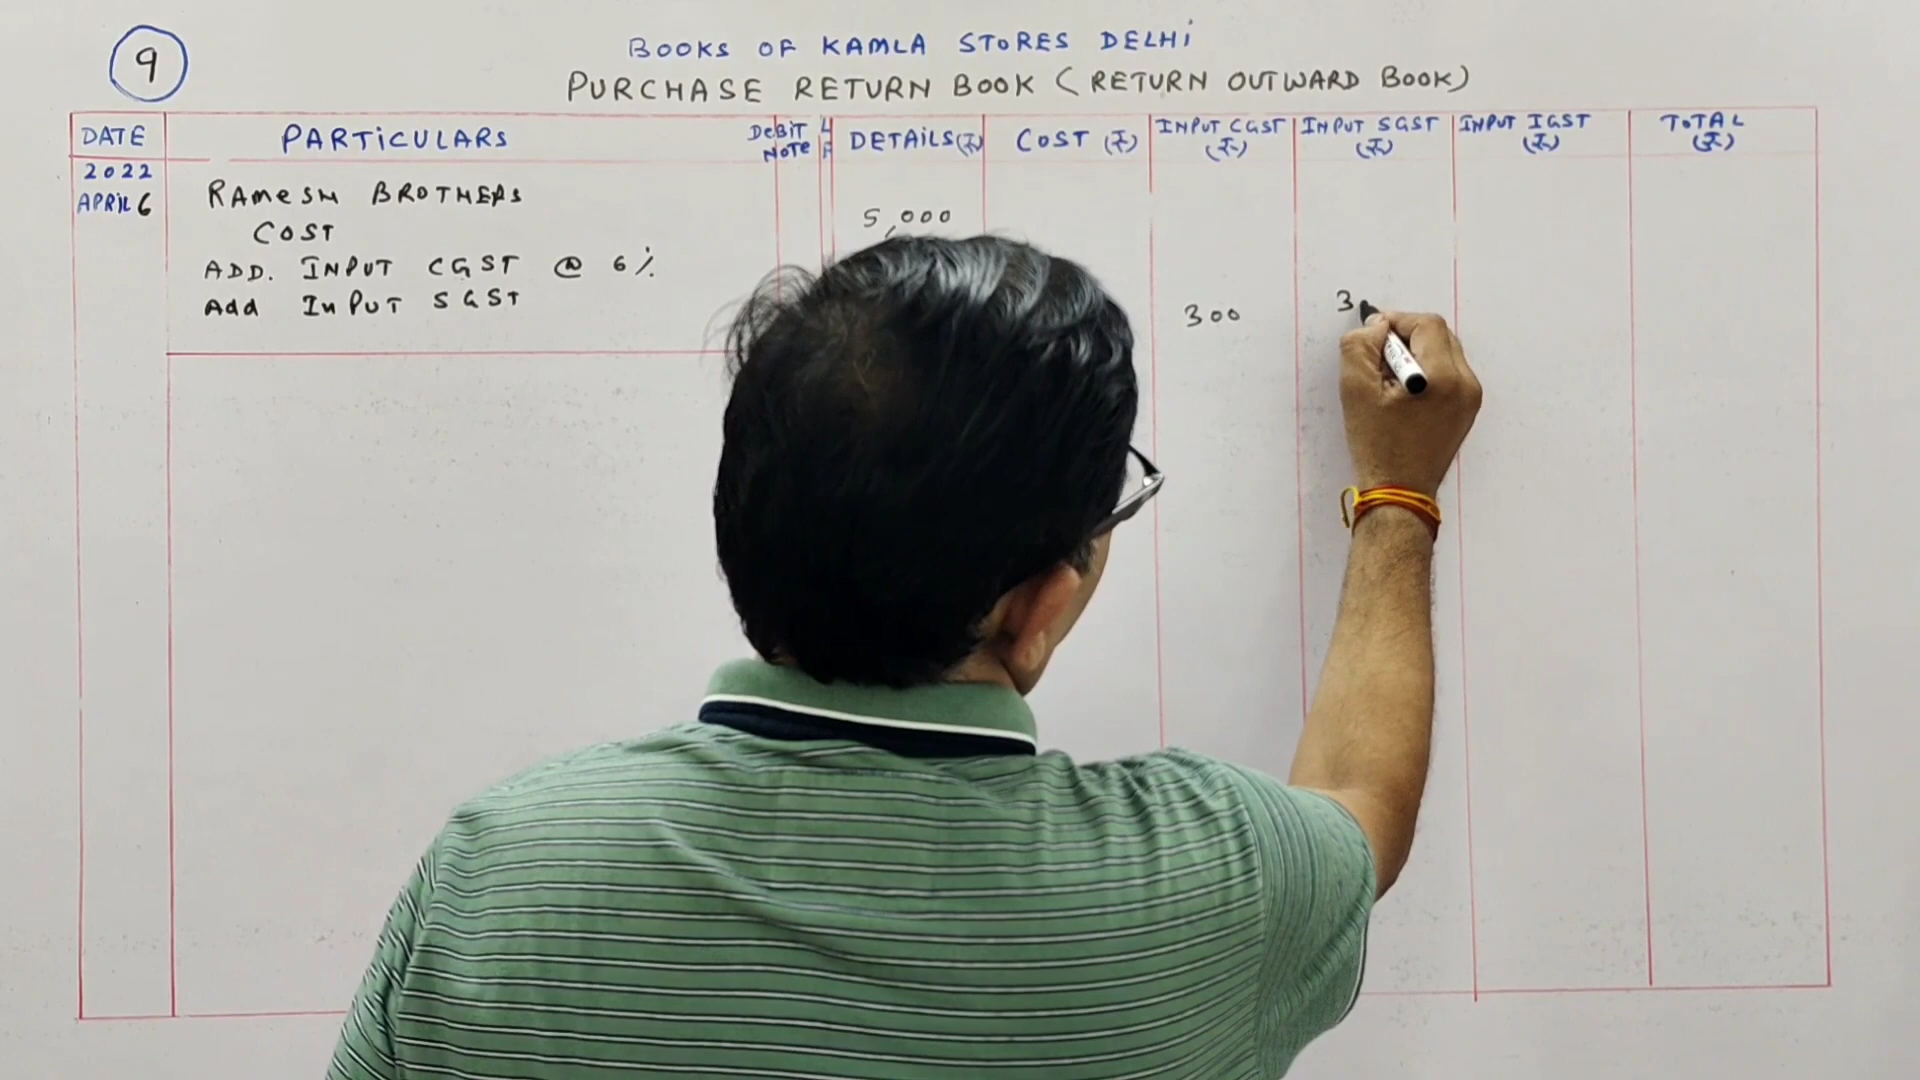 9
BOOKS OF KAMLA STORES DELHI
PURCHASE RETURN BOOK (RETURN OUTWARD BOOK)
DATE PARTICULARS DEBIT NOTE LF DETAILS(₹) COST (₹) INPUT CGST (₹) INPUT SGST (₹) INPUT IGST (₹) TOTAL (₹)
2022
APRIL 6 RAMESH BROTHERS
COST 5,000
ADD. INPUT CGST @ 6%
Add INPUT SGST 300 3